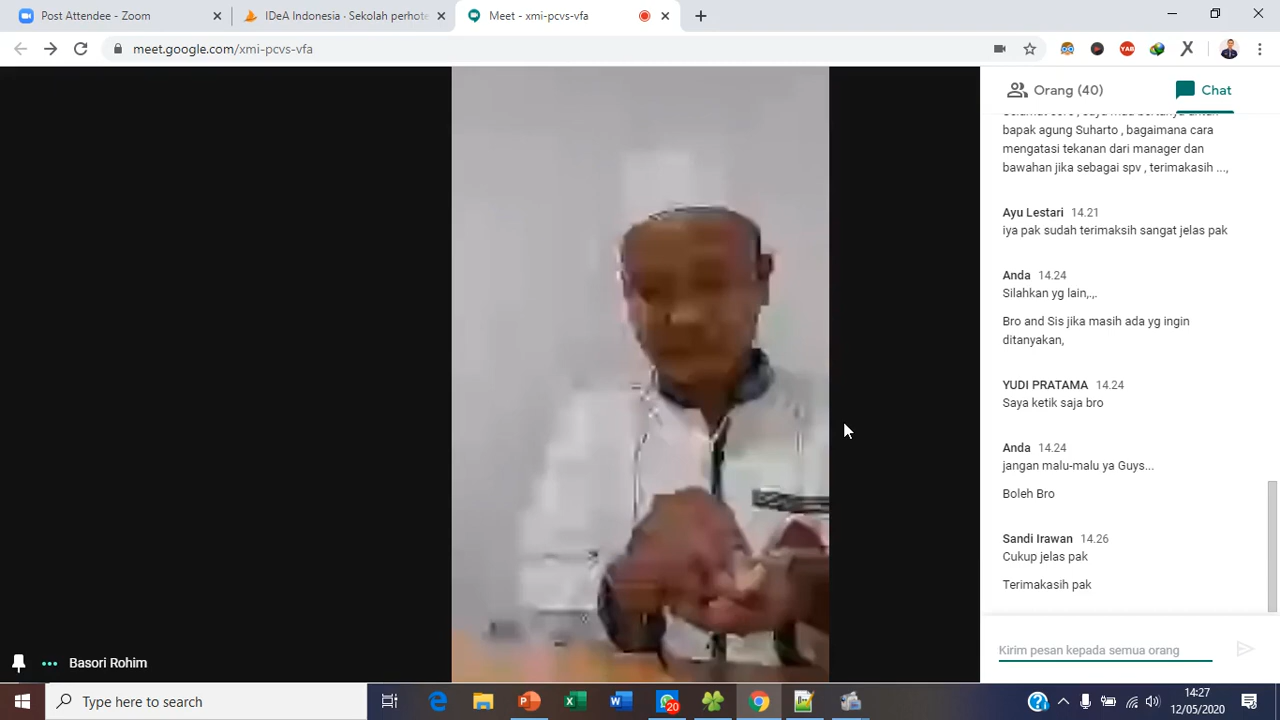 Post Attendee - Zoom
IDeA Indonesia · Sekolah perhote
Meet - xmi-pcvs-vfa
meet.google.com/xmi-pcvs-vfa
YAB
Orang (40)
Chat
bapak agung Suharto , bagaimana cara
mengatasi tekanan dari manager dan
bawahan jika sebagai spv , terimakasih ...,
Ayu Lestari 14.21
iya pak sudah terimaksih sangat jelas pak
Anda 14.24
Silahkan yg lain,.,.
Bro and Sis jika masih ada yg ingin
ditanyakan,
YUDI PRATAMA 14.24
Saya ketik saja bro
Anda 14.24
jangan malu-malu ya Guys...
Boleh Bro
Sandi Irawan 14.26
Cukup jelas pak
Terimakasih pak
Kirim pesan kepada semua orang
Basori Rohim
Type here to search
20
14:27
12/05/2020